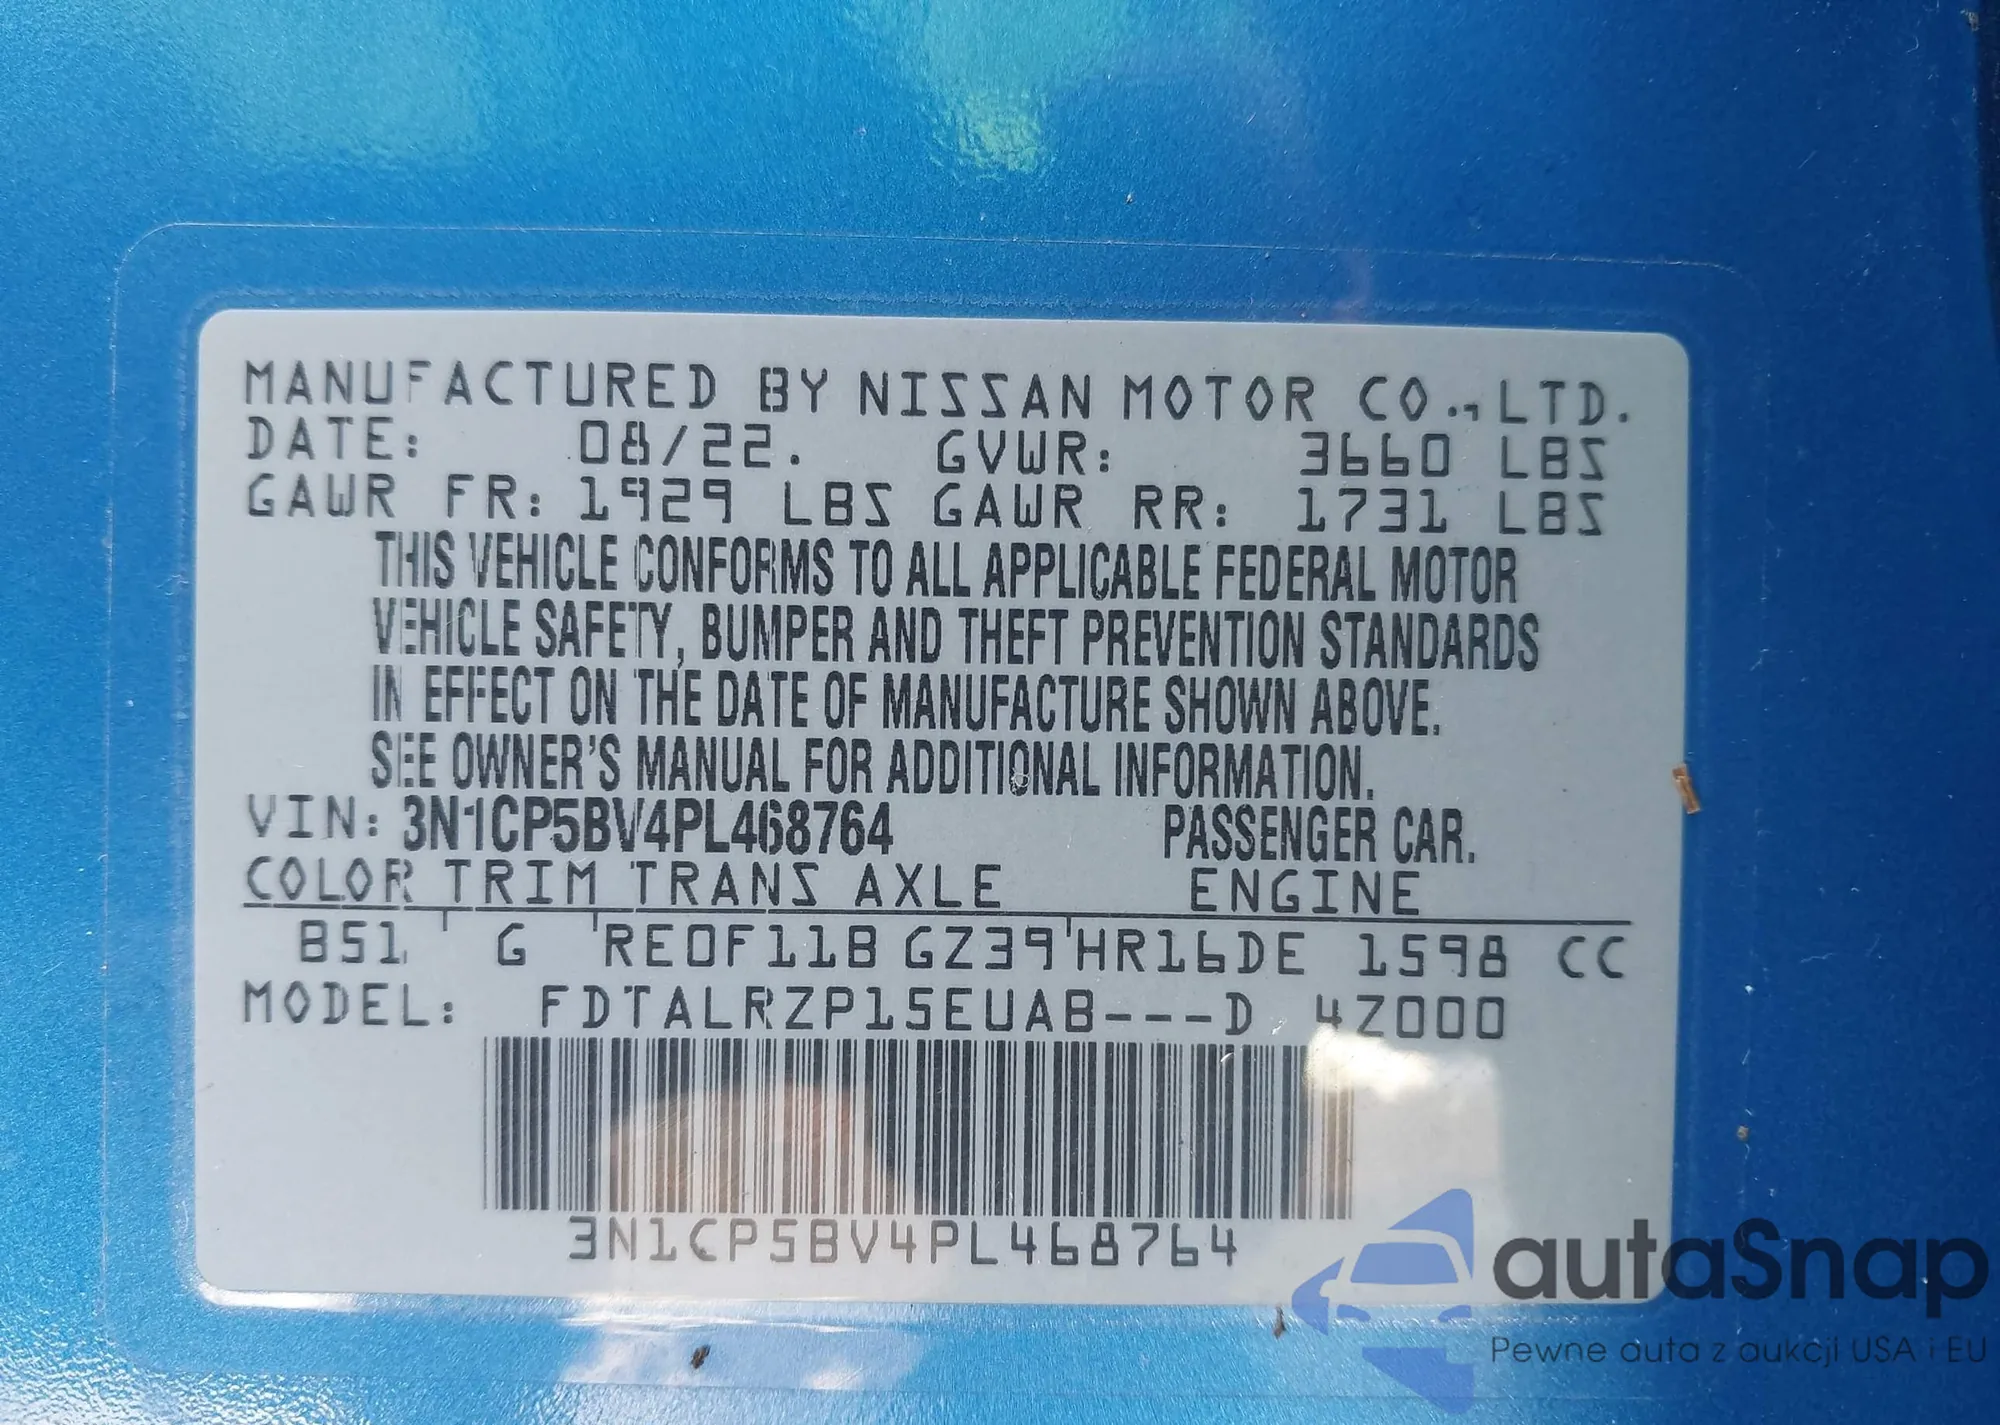 MANUFACTURED BY NISSAN MOTOR CO.,LTD.
DATE: 08/22. GVWR: 3660 LBS
GAWR FR: 1929 LBS GAWR RR: 1731 LBS
THIS VEHICLE CONFORMS TO ALL APPLICABLE FEDERAL MOTOR
VEHICLE SAFETY, BUMPER AND THEFT PREVENTION STANDARDS
IN EFFECT ON THE DATE OF MANUFACTURE SHOWN ABOVE.
SEE OWNER'S MANUAL FOR ADDITIONAL INFORMATION.
VIN: 3N1CP5BV4PL468764 PASSENGER CAR.
COLOR TRIM TRANS AXLE ENGINE
B51 G RE0F11B GZ39 HR16DE 1598 CC
MODEL: FDTALRZP15EUAB---D 4Z000
3N1CP5BV4PL468764
autaSnap
Pewne auta z aukcji USA i EU